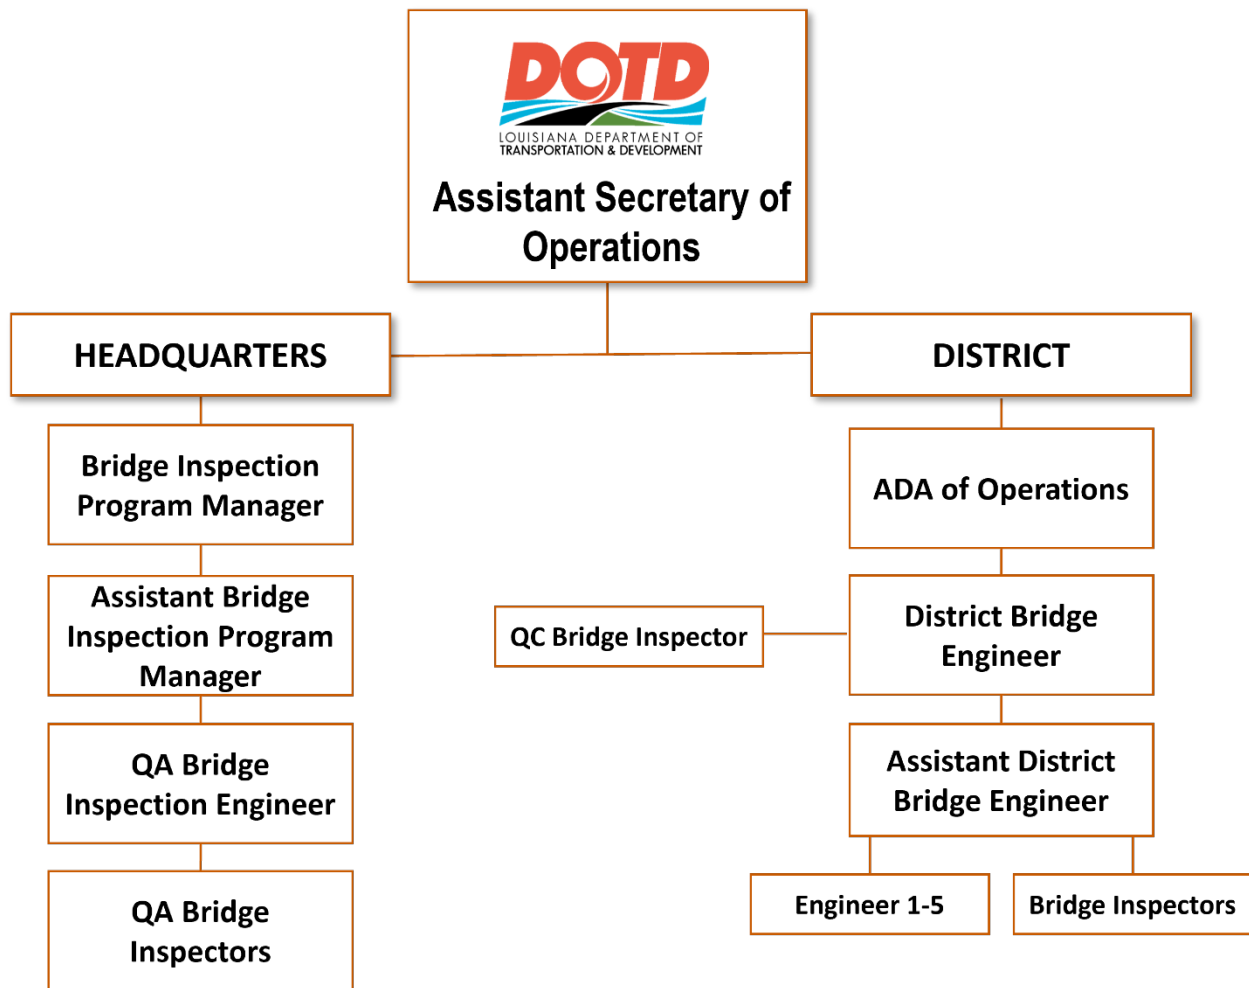 DOTD
LOUISIANA DEPARTMENT OF
TRANSPORTATION & DEVELOPMENT
Assistant Secretary of
Operations
HEADQUARTERS
Bridge Inspection
Program Manager
Assistant Bridge
Inspection Program
Manager
QA Bridge
Inspection Engineer
QA Bridge
Inspectors
DISTRICT
ADA of Operations
QC Bridge Inspector
District Bridge
Engineer
Assistant District
Bridge Engineer
Engineer 1-5
Bridge Inspectors